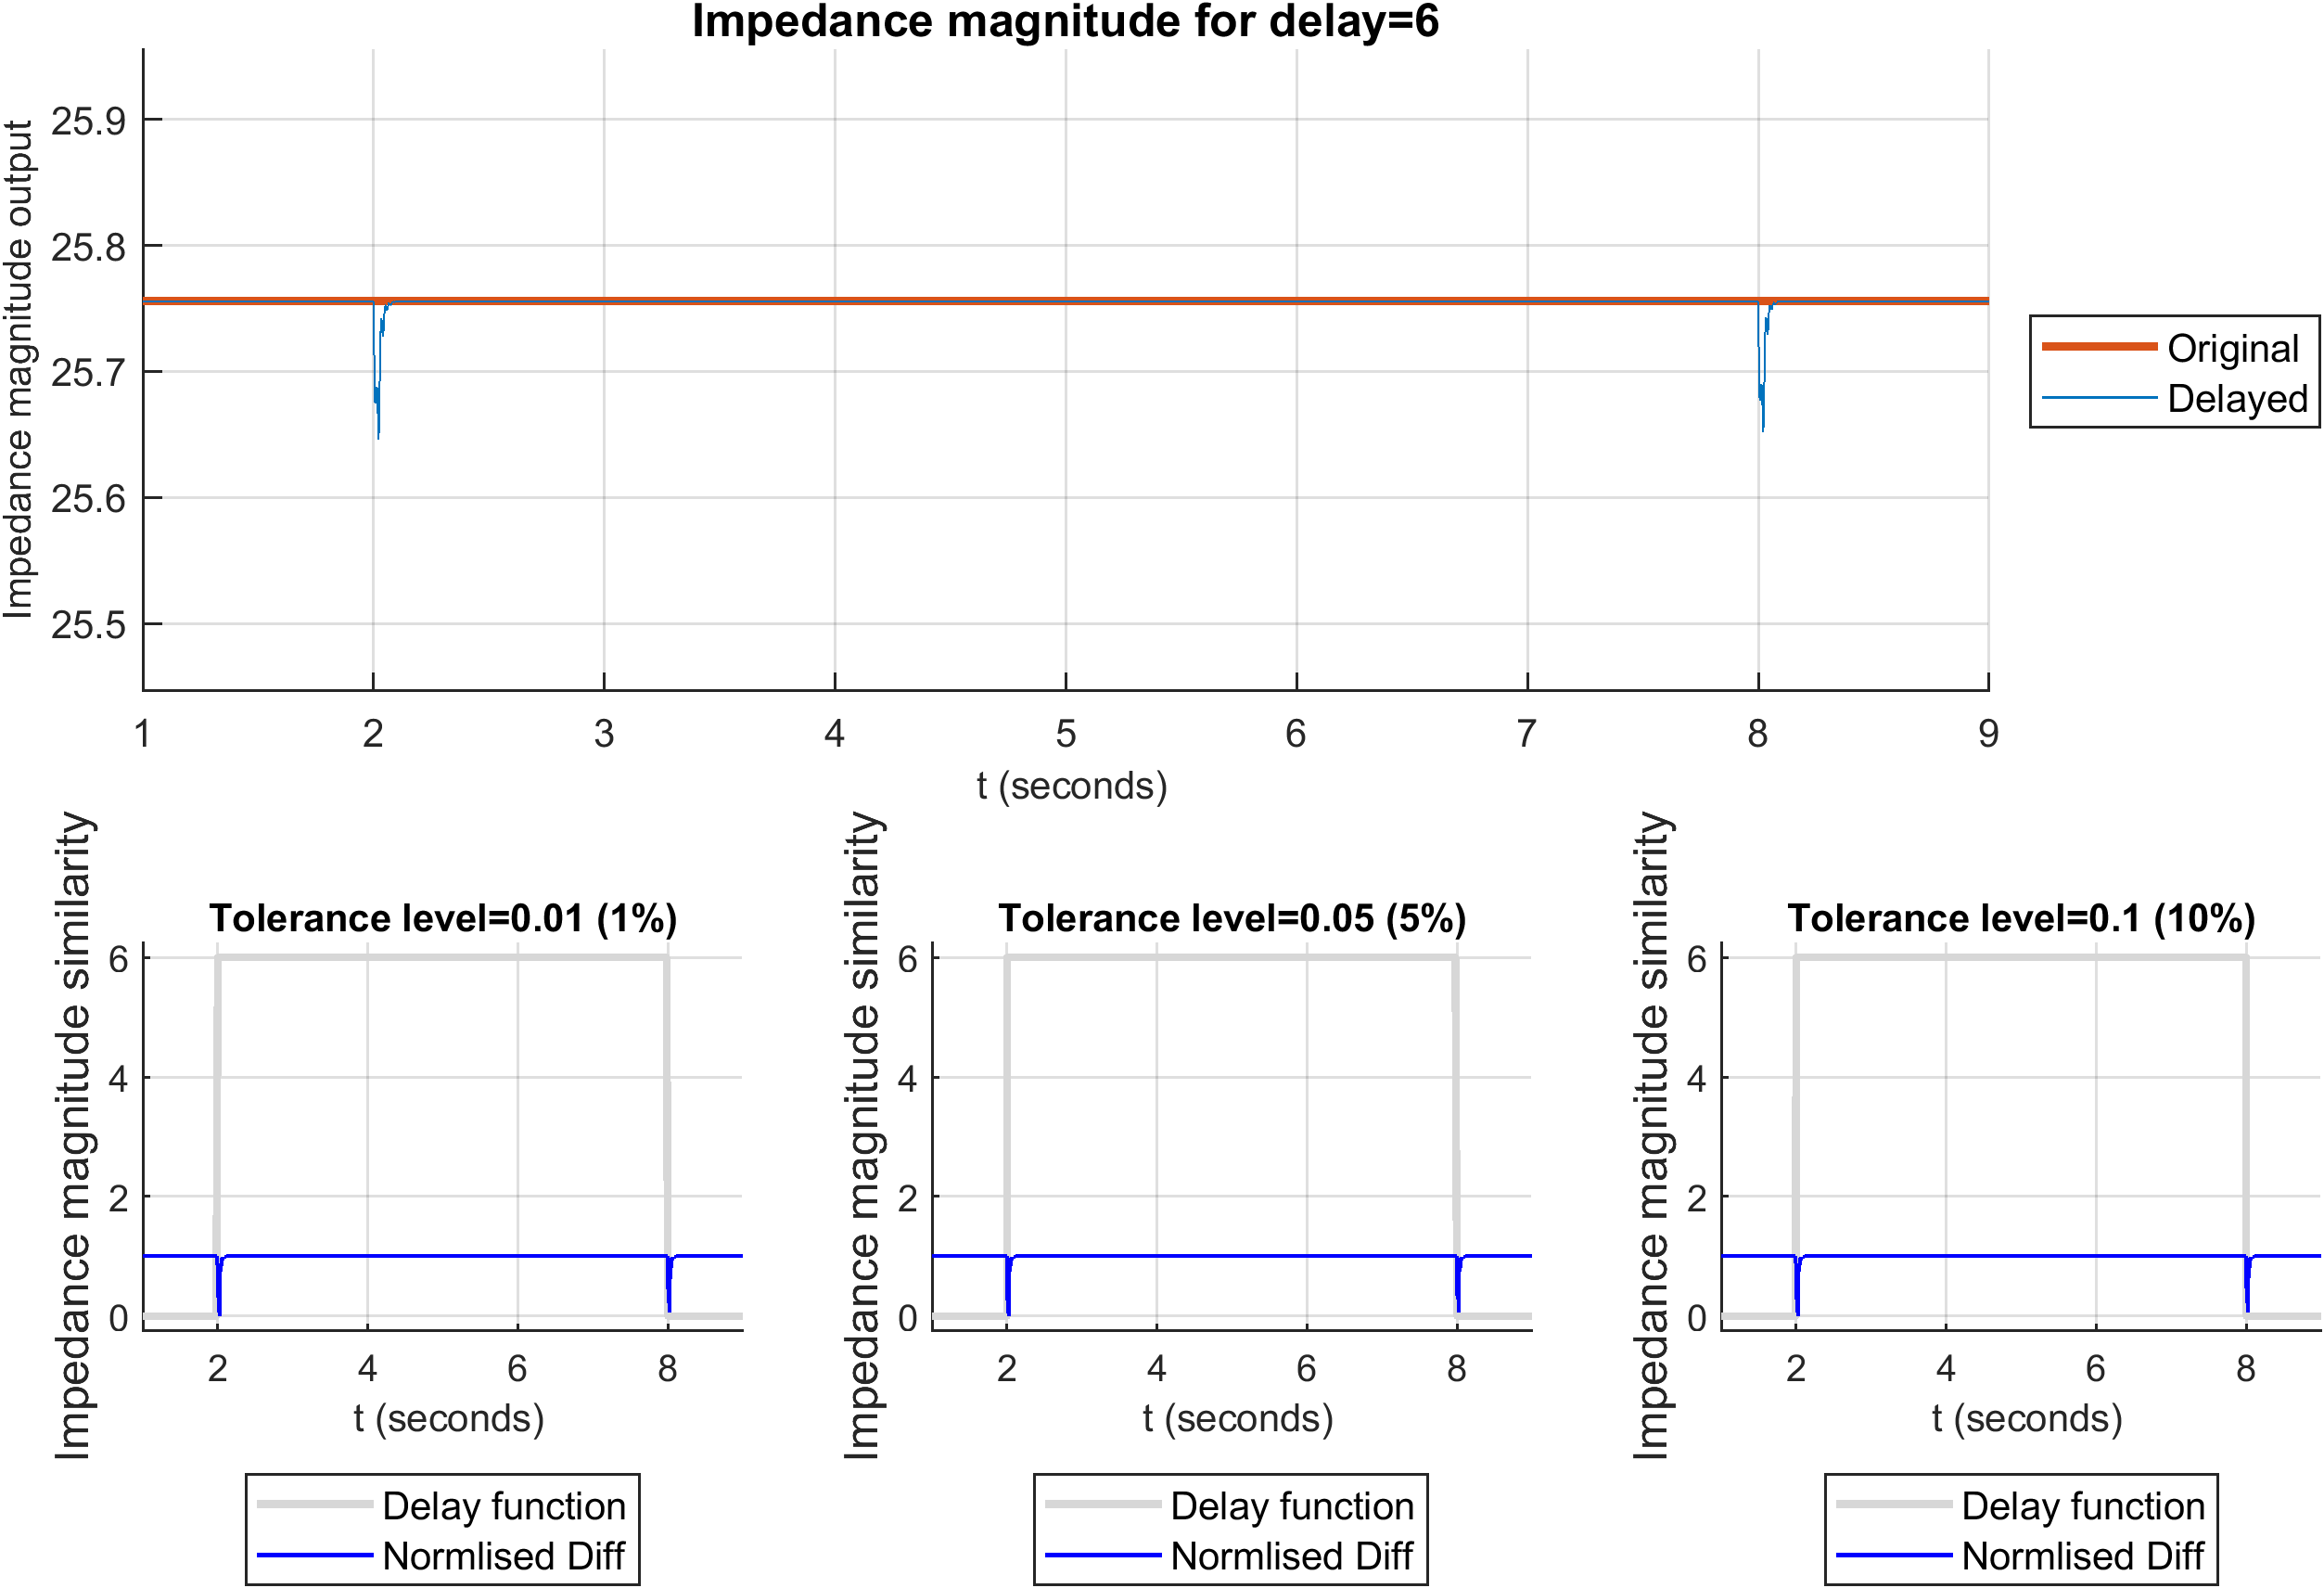 Impedance magnitude for delay=6
Impedance magnitude output
25.9
25.8
25.7
25.6
25.5
1 2 3 4 5 6 7 8 9
t (seconds)
Original
Delayed
Tolerance level=0.01 (1%)
Impedance magnitude similarity
6
4
2
0
2 4 6 8
t (seconds)
Delay function
Normlised Diff
Tolerance level=0.05 (5%)
Impedance magnitude similarity
6
4
2
0
2 4 6 8
t (seconds)
Delay function
Normlised Diff
Tolerance level=0.1 (10%)
Impedance magnitude similarity
6
4
2
0
2 4 6 8
t (seconds)
Delay function
Normlised Diff